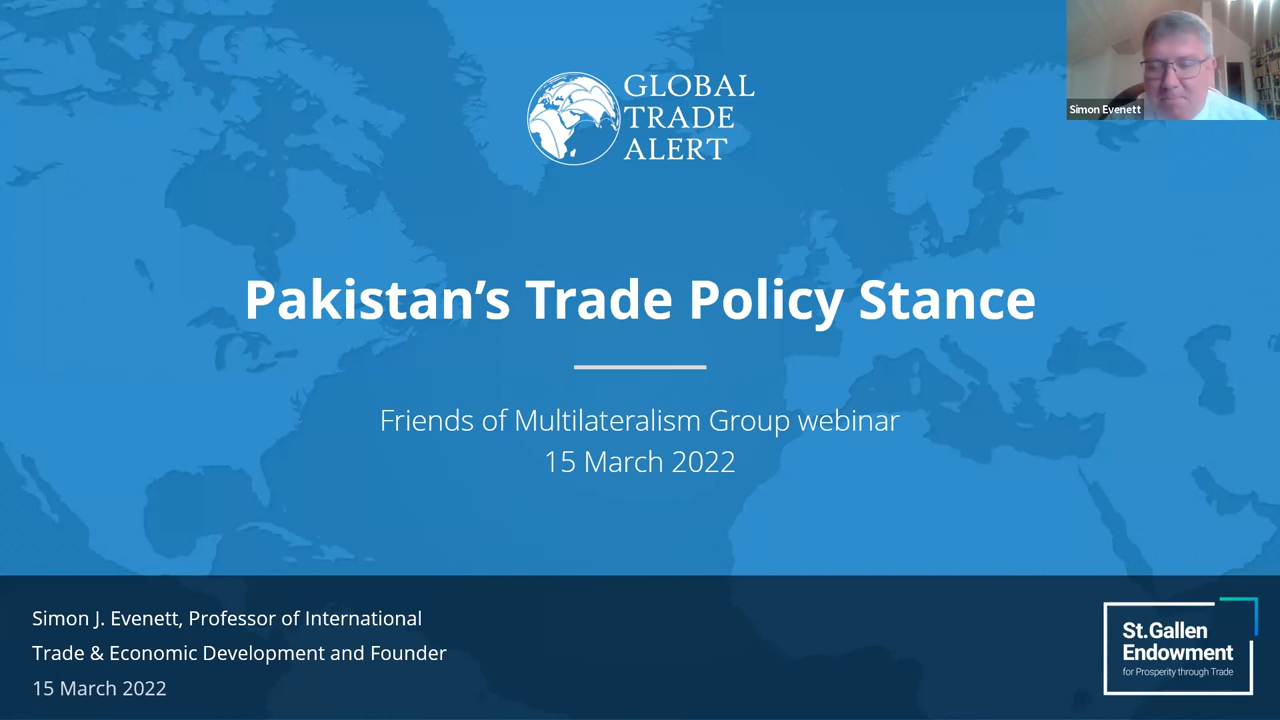 Simon Evenett
GLOBAL
TRADE
ALERT
Pakistan’s Trade Policy Stance
Friends of Multilateralism Group webinar
15 March 2022
Simon J. Evenett, Professor of International
Trade & Economic Development and Founder
15 March 2022
St.Gallen
Endowment
for Prosperity through Trade